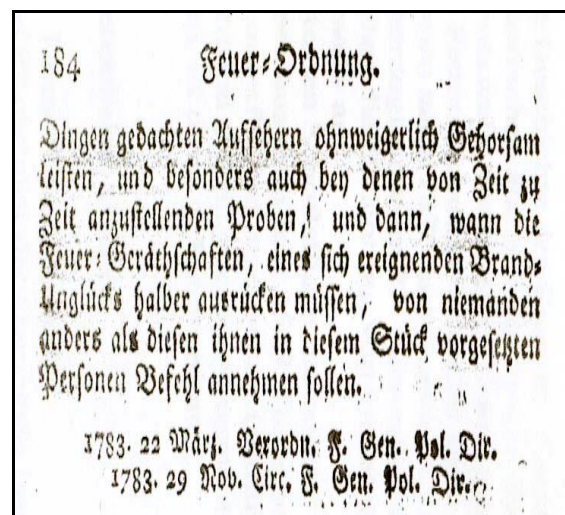 184 Feuer-Ordnung.
Dingen gedachten Aufsehern ohnweigerlich Gehorsam
leisten, und besonders auch bey denen von Zeit zu
Zeit anzustellenden Proben, und dann, wann die
Feuer-Geräthschaften, eines sich ereignenden Brand-
Unglücks halber ausrücken müssen, von niemanden
anders als diesen ihnen in diesem Stück vorgesetzten
Personen Befehl annehmen sollen.
1783. 22 März. Verordn. F. Gen. Pol. Dir.
1783. 29 Nov. Circ. F. Gen. Pol. Dir.